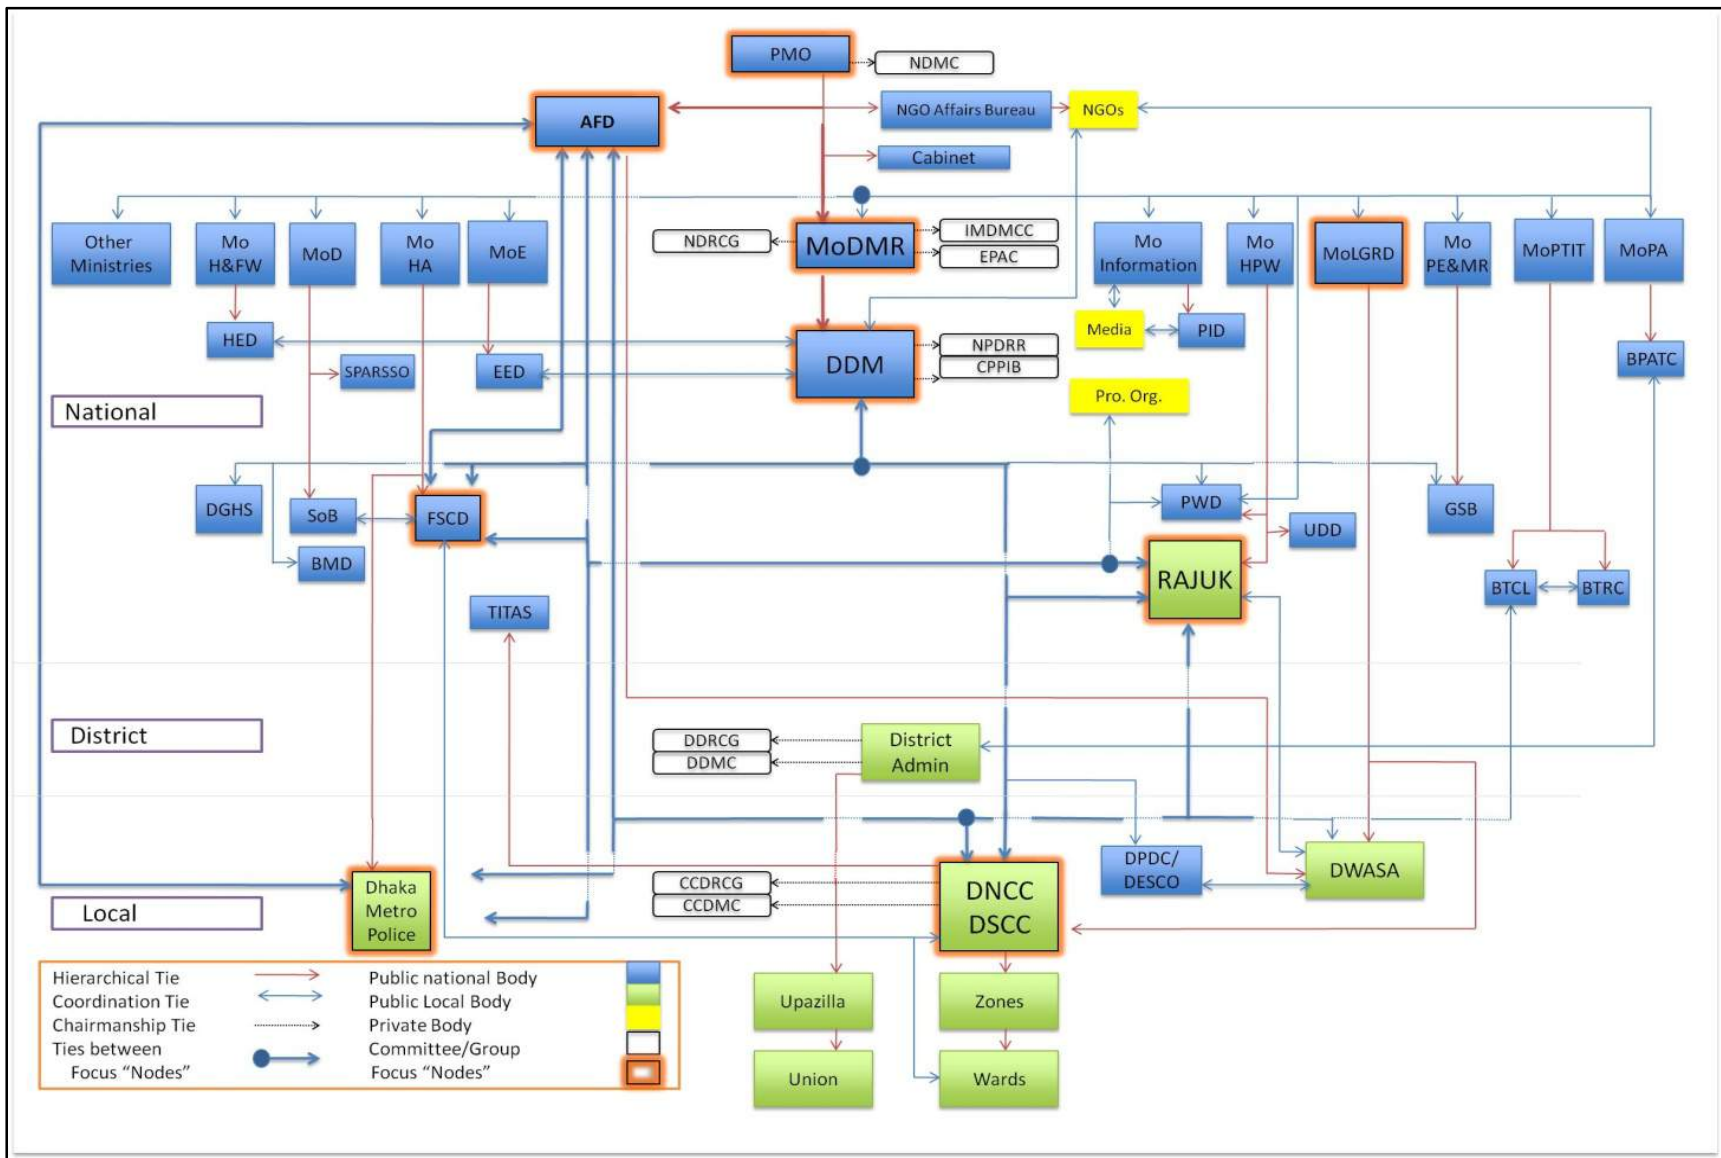 PMO
NDMC
AFD
NGO Affairs Bureau
NGOs
Cabinet
Other
Ministries
Mo
H&FW
MoD
Mo
HA
MoE
NDRCG
MoDMR
IMDMCC
EPAC
Mo
Information
Mo
HPW
MoLGRD
Mo
PE&MR
MoPTIT
MoPA
HED
SPARSSO
EED
DDM
NPDRR
CPPIB
Media
PID
BPATC
Pro. Org.
National
DGHS
SoB
FSCD
BMD
PWD
UDD
GSB
RAJUK
BTCL
BTRC
TITAS
District
DDRCG
DDMC
District
Admin
Dhaka
Metro
Police
Local
CCDRCG
CCDMC
DNCC
DSCC
DPDC/
DESCO
DWASA
Hierarchical Tie
Coordination Tie
Chairmanship Tie
Ties between
Focus “Nodes”
Public national Body
Public Local Body
Private Body
Committee/Group
Focus “Nodes”
Upazilla
Zones
Union
Wards